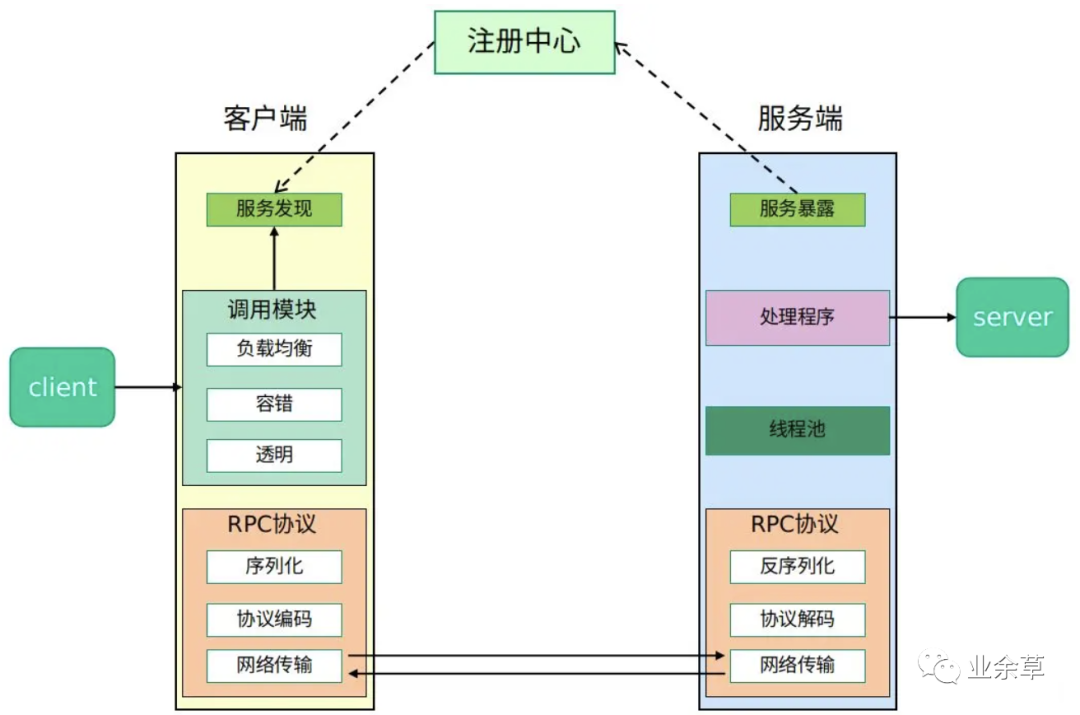 注册中心
客户端
服务发现
调用模块
负载均衡
容错
透明
RPC协议
序列化
协议编码
网络传输
client
服务端
服务暴露
处理程序
线程池
RPC协议
反序列化
协议解码
网络传输
server
业余草